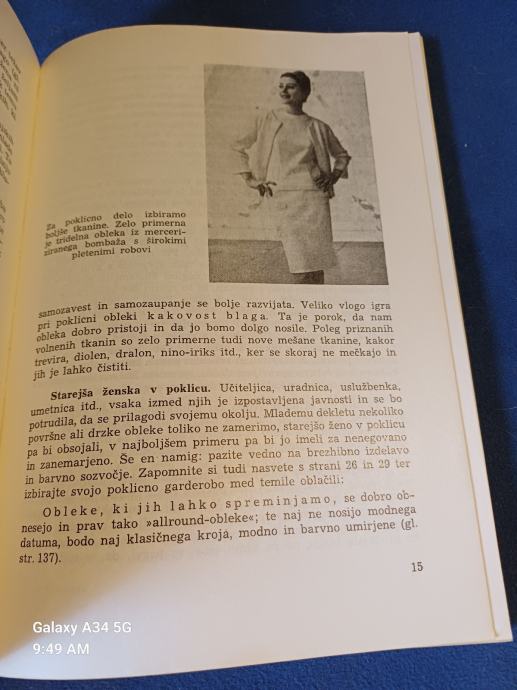 Za poklicno delo izbiramo
boljše tkanine. Zelo primerna
je tridelna obleka iz merceri-
ziranega bombaža s širokimi
pletenimi robovi
samozavest in samozaupanje se bolje razvijata. Veliko vlogo igra
pri poklicni obleki kakovost blaga. Ta je porok, da nam
obleka dobro pristoji in da jo bomo dolgo nosile. Poleg priznanih
volnenih tkanin so zelo primerne tudi nove mešane tkanine, kakor
trevira, diolen, dralon, nino-iriks itd., ker se skoraj ne mečkajo in
jih je lahko čistiti.
Starejša ženska v poklicu. Učiteljica, uradnica, uslužbenka,
umetnica itd., vsaka izmed njih je izpostavljena javnosti in se bo
potrudila, da se prilagodi svojemu okolju. Mlademu dekletu nekoliko
površne ali drzke obleke toliko ne zamerimo, starejšo ženo v poklicu
pa bi obsojali, v najboljšem primeru pa bi jo imeli za nenegovano
in zanemarjeno. Še en namig: pazite vedno na brezhibno izdelavo
in barvno sozvočje. Zapomnite si tudi nasvete s strani 26 in 29 ter
izbirajte svojo poklicno garderobo med temile oblačili:
Obleke, ki jih lahko spreminjamo, se dobro ob-
nesejo in prav tako »allround-obleke«; te naj ne nosijo modnega
datuma, bodo naj klasičnega kroja, modno in barvno umirjene (gl.
str. 137).
15
Galaxy A34 5G
9:49 AM